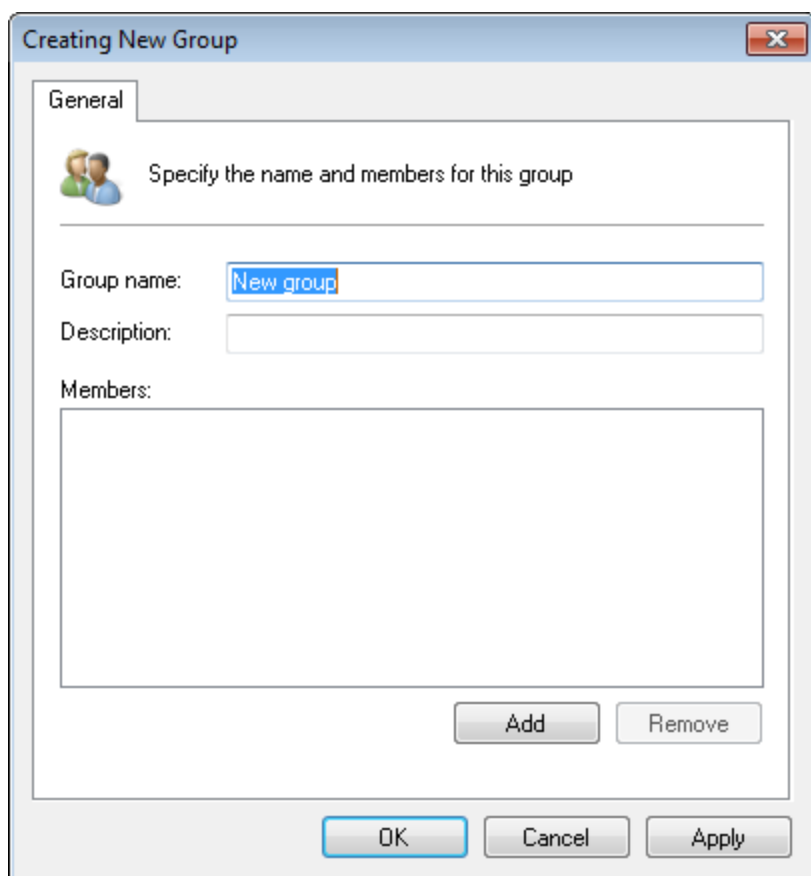 Creating New Group
General
Specify the name and members for this group
Group name: New group
Description:
Members:
Add Remove
OK Cancel Apply